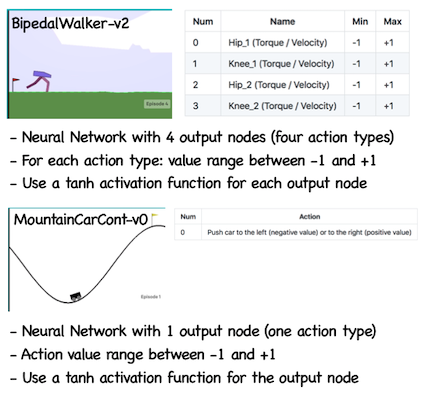 BipedalWalker-v2
Num Name Min Max
0 Hip_1 (Torque / Velocity) -1 +1
1 Knee_1 (Torque / Velocity) -1 +1
2 Hip_2 (Torque / Velocity) -1 +1
3 Knee_2 (Torque / Velocity) -1 +1
Episode 4
- Neural Network with 4 output nodes (four action types)
- For each action type: value range between -1 and +1
- Use a tanh activation function for each output node
MountainCarCont-v0
Num Action
0 Push car to the left (negative value) or to the right (positive value)
Episode 1
- Neural Network with 1 output node (one action type)
- Action value range between -1 and +1
- Use a tanh activation function for the output node